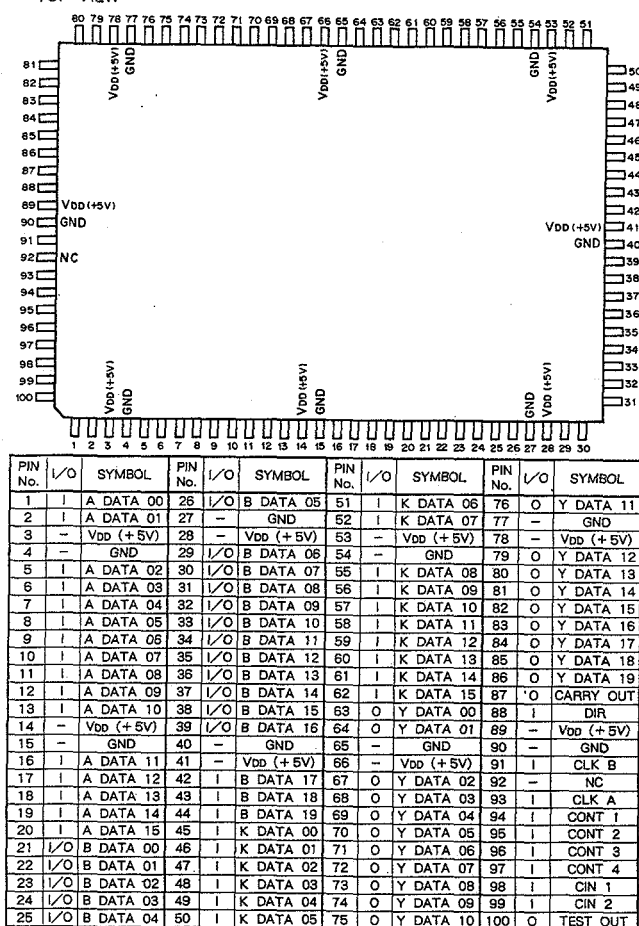 TOP VIEW
80 79 78 77 76 75 74 73 72 71 70 69 68 67 66 65 64 63 62 61 60 59 58 57 56 55 54 53 52 51
VDD(+5V) GND VDD(+5V) GND GND VDD(+5V)
81 50
82 49
83 48
84 47
85 46
86 45
87 44
88 43
89 VDD(+5V) 42
90 GND VDD(+5V) 41
91 GND 40
92 NC 39
93 38
94 37
95 36
96 35
97 34
98 33
99 32
100 31
VDD(+5V) GND VDD(+5V) GND GND VDD(+5V)
1 2 3 4 5 6 7 8 9 10 11 12 13 14 15 16 17 18 19 20 21 22 23 24 25 26 27 28 29 30
PIN No. I/O SYMBOL PIN No. I/O SYMBOL PIN No. I/O SYMBOL PIN No. I/O SYMBOL
1 I A DATA 00 26 I/O B DATA 05 51 I K DATA 06 76 O Y DATA 11
2 I A DATA 01 27 - GND 52 I K DATA 07 77 - GND
3 - VDD (+5V) 28 - VDD (+5V) 53 - VDD (+5V) 78 - VDD (+5V)
4 - GND 29 I/O B DATA 06 54 - GND 79 O Y DATA 12
5 I A DATA 02 30 I/O B DATA 07 55 I K DATA 08 80 O Y DATA 13
6 I A DATA 03 31 I/O B DATA 08 56 I K DATA 09 81 O Y DATA 14
7 I A DATA 04 32 I/O B DATA 09 57 I K DATA 10 82 O Y DATA 15
8 I A DATA 05 33 I/O B DATA 10 58 I K DATA 11 83 O Y DATA 16
9 I A DATA 06 34 I/O B DATA 11 59 I K DATA 12 84 O Y DATA 17
10 I A DATA 07 35 I/O B DATA 12 60 I K DATA 13 85 O Y DATA 18
11 I A DATA 08 36 I/O B DATA 13 61 I K DATA 14 86 O Y DATA 19
12 I A DATA 09 37 I/O B DATA 14 62 I K DATA 15 87 O CARRY OUT
13 I A DATA 10 38 I/O B DATA 15 63 O Y DATA 00 88 I DIR
14 - VDD (+5V) 39 I/O B DATA 16 64 O Y DATA 01 89 - VDD (+5V)
15 - GND 40 - GND 65 - GND 90 - GND
16 I A DATA 11 41 - VDD (+5V) 66 - VDD (+5V) 91 I CLK B
17 I A DATA 12 42 I B DATA 17 67 O Y DATA 02 92 - NC
18 I A DATA 13 43 I B DATA 18 68 O Y DATA 03 93 I CLK A
19 I A DATA 14 44 I B DATA 19 69 O Y DATA 04 94 I CONT 1
20 I A DATA 15 45 I K DATA 00 70 O Y DATA 05 95 I CONT 2
21 I/O B DATA 00 46 I K DATA 01 71 O Y DATA 06 96 I CONT 3
22 I/O B DATA 01 47 I K DATA 02 72 O Y DATA 07 97 I CONT 4
23 I/O B DATA 02 48 I K DATA 03 73 O Y DATA 08 98 I CIN 1
24 I/O B DATA 03 49 I K DATA 04 74 O Y DATA 09 99 I CIN 2
25 I/O B DATA 04 50 I K DATA 05 75 O Y DATA 10 100 O TEST OUT